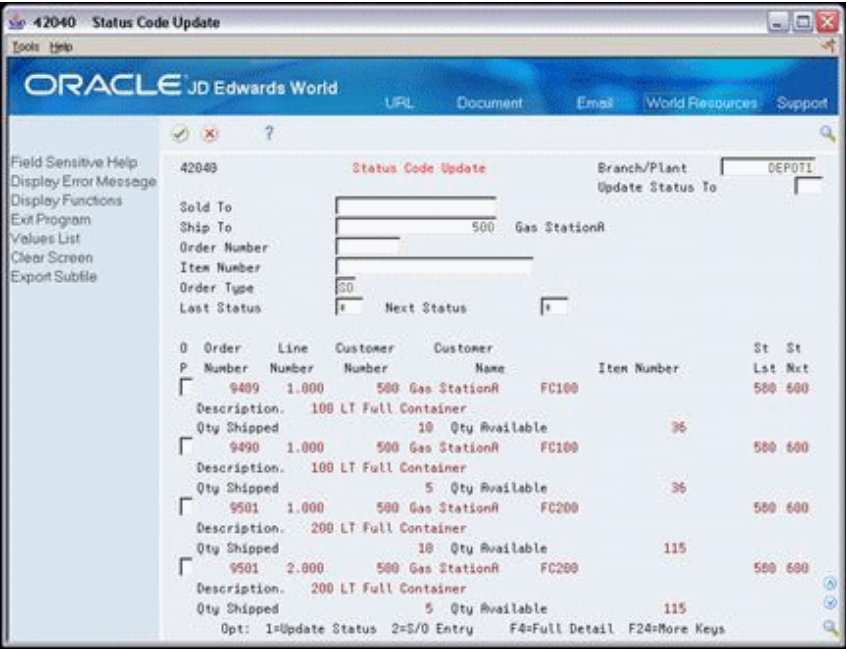 42040 Status Code Update
Tools Help
ORACLE JD Edwards World
URL Document Email World Resources Support
?
Field Sensitive Help
Display Error Message
Display Functions
Exit Program
Values List
Clear Screen
Export Subfile
42040 Status Code Update Branch/Plant DEPOT1
Update Status To
Sold To
Ship To 500 Gas StationA
Order Number
Item Number
Order Type SO
Last Status * Next Status *
O Order Line Customer Customer St St
P Number Number Number Name Item Number Lst Nxt
9489 1.000 500 Gas StationA FC100 580 600
Description. 100 LT Full Container
Qty Shipped 10 Qty Available 36
9490 1.000 500 Gas StationA FC100 580 600
Description. 100 LT Full Container
Qty Shipped 5 Qty Available 36
9501 1.000 500 Gas StationA FC200 580 600
Description. 200 LT Full Container
Qty Shipped 10 Qty Available 115
9501 2.000 500 Gas StationA FC200 580 600
Description. 200 LT Full Container
Qty Shipped 5 Qty Available 115
Opt: 1=Update Status 2=S/O Entry F4=Full Detail F24=More Keys